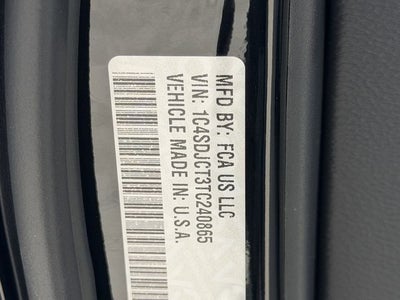 MFD BY: FCA US LLC
VIN: 1C4SDJCT3TC240865
VEHICLE MADE IN: U.S.A.